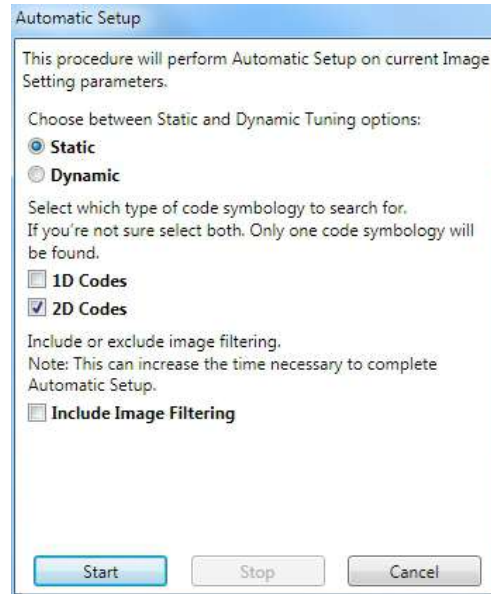 Automatic Setup
This procedure will perform Automatic Setup on current Image
Setting parameters.
Choose between Static and Dynamic Tuning options:
Static
Dynamic
Select which type of code symbology to search for.
If you're not sure select both. Only one code symbology will
be found.
1D Codes
2D Codes
Include or exclude image filtering.
Note: This can increase the time necessary to complete
Automatic Setup.
Include Image Filtering
Start Stop Cancel